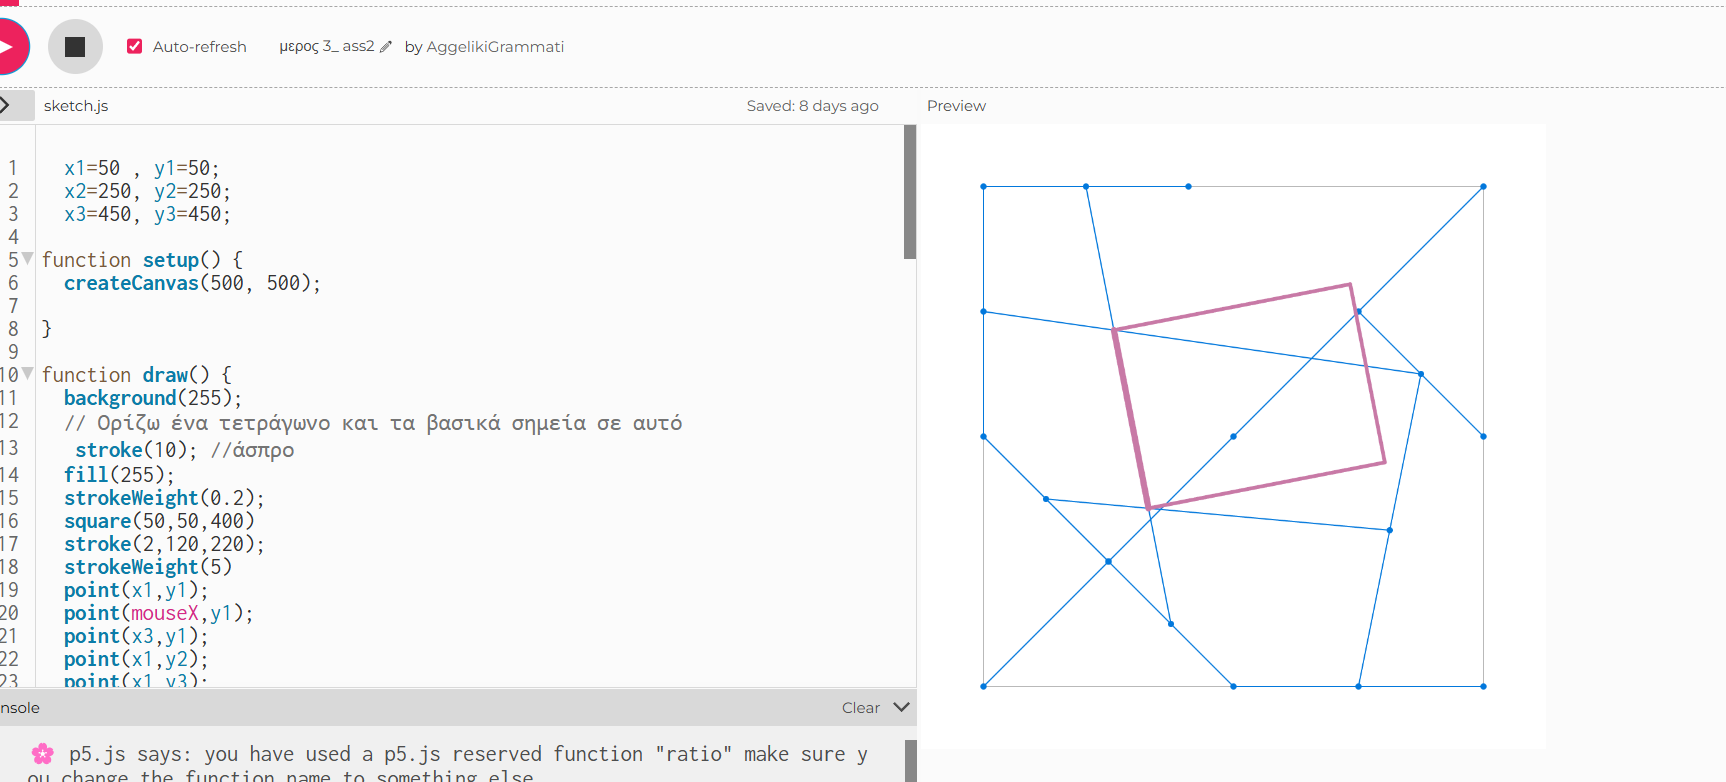 Auto-refresh μερος 3_ ass2 by AggelikiGrammati
sketch.js Saved: 8 days ago Preview
1 x1=50 , y1=50;
2 x2=250, y2=250;
3 x3=450, y3=450;
4
5 function setup() {
6 createCanvas(500, 500);
7
8 }
9
10 function draw() {
11 background(255);
12 // Ορίζω ένα τετράγωνο και τα βασικά σημεία σε αυτό
13 stroke(10); //άσπρο
14 fill(255);
15 strokeWeight(0.2);
16 square(50,50,400)
17 stroke(2,120,220);
18 strokeWeight(5)
19 point(x1,y1);
20 point(mouseX,y1);
21 point(x3,y1);
22 point(x1,y2);
23 point(x1,y3);
nsole Clear
p5.js says: you have used a p5.js reserved function "ratio" make sure y
ou change the function name to something else